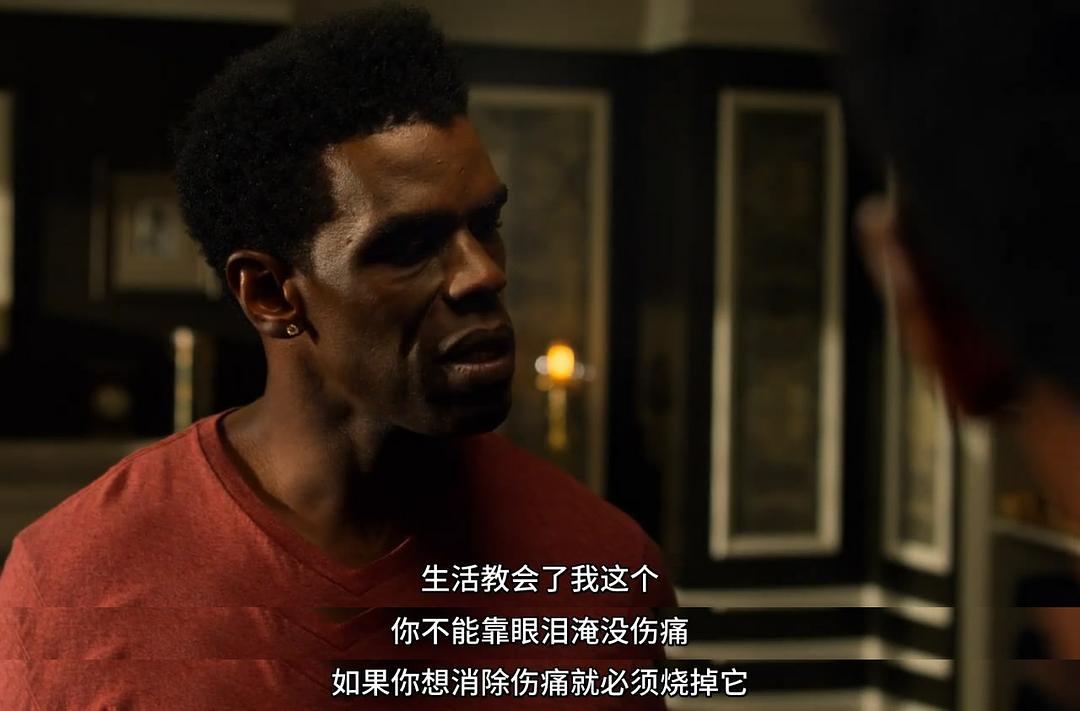 生活教会了我这个
你不能靠眼泪淹没伤痛
如果你想消除伤痛就必须烧掉它